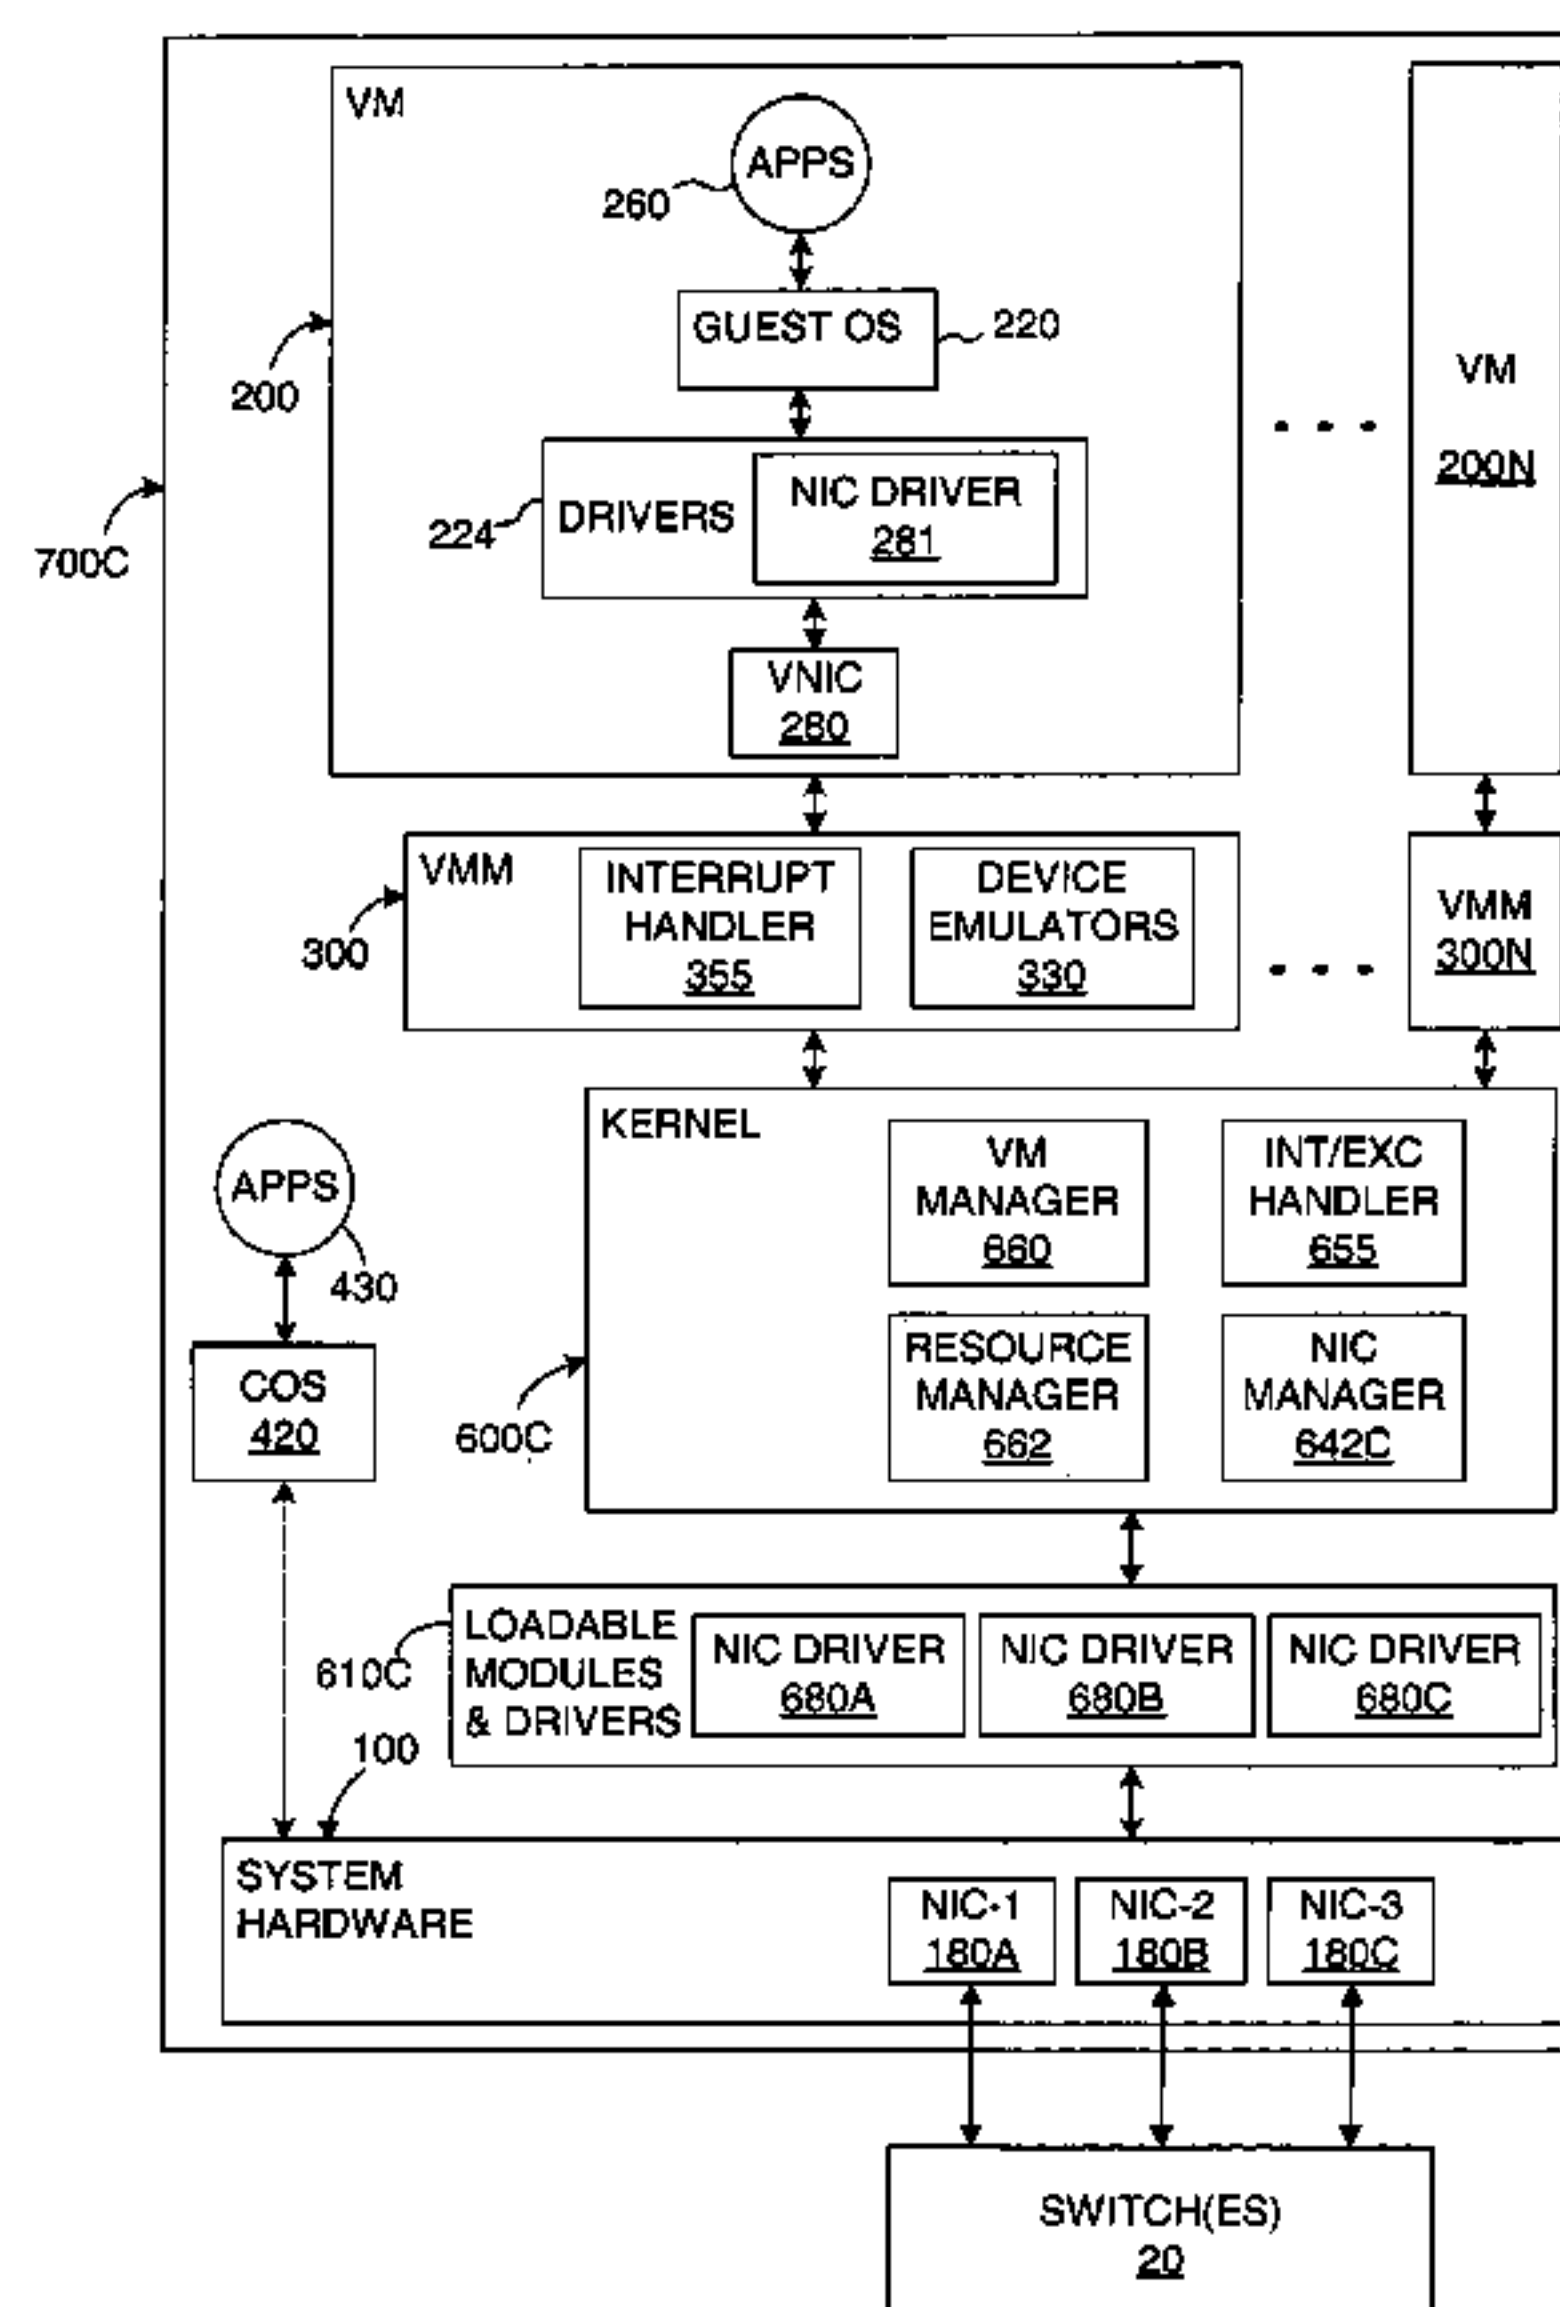 VM
APPS
260
GUEST OS
220
200
VM
200N
DRIVERS
NIC DRIVER
281
224
700C
VNIC
280
VMM
INTERRUPT
HANDLER
355
DEVICE
EMULATORS
330
300
VMM
300N
KERNEL
VM
MANAGER
660
INT/EXC
HANDLER
655
APPS
430
RESOURCE
MANAGER
662
NIC
MANAGER
642C
COS
420
600C
LOADABLE
MODULES
& DRIVERS
NIC DRIVER
680A
NIC DRIVER
680B
NIC DRIVER
680C
610C
100
SYSTEM
HARDWARE
NIC-1
180A
NIC-2
180B
NIC-3
180C
SWITCH(ES)
20